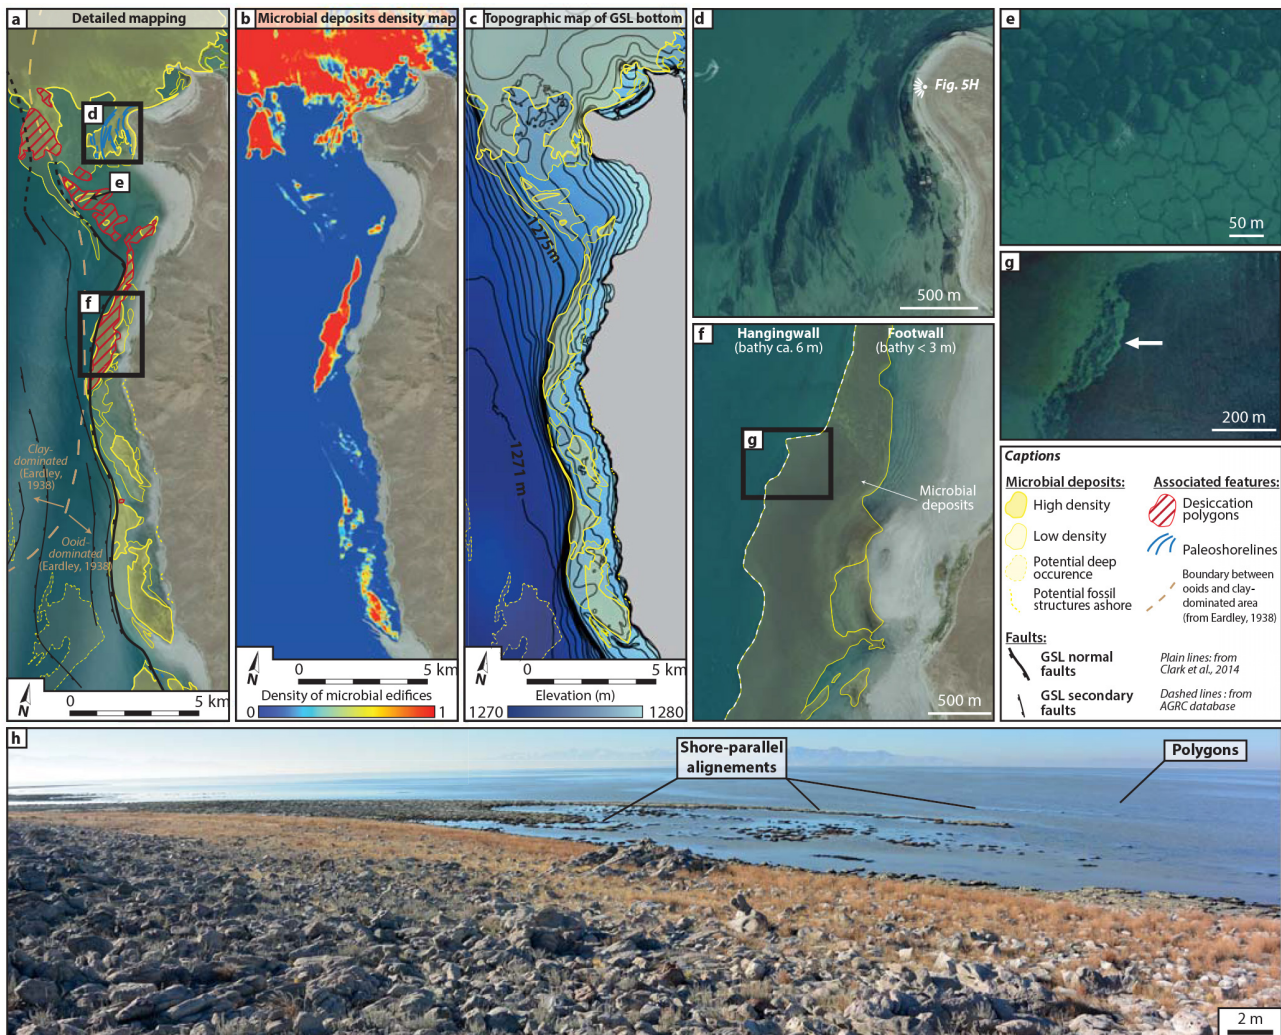 a
Detailed mapping
d
e
f
Clay-
dominated
(Eardley,
1938)
Ooid-
dominated
(Eardley, 1938)
N
0
5 km
b
Microbial deposits density map
0
5 km
N
Density of microbial edifices
0
1
c
Topographic map of GSL bottom
1275m
1271 m
0
5 km
N
Elevation (m)
1270
1280
d
Fig. 5H
500 m
e
50 m
f
Hangingwall
(bathy ca. 6 m)
Footwall
(bathy < 3 m)
g
Microbial
deposits
N
500 m
g
200 m
Captions
Microbial deposits:
High density
Low density
Potential deep
occurence
Potential fossil
structures ashore
Associated features:
Desiccation
polygons
Paleoshorelines
Boundary between
ooids and clay-
dominated area
(from Eardley, 1938)
Faults:
GSL normal
faults
GSL secondary
faults
Plain lines: from
Clark et al., 2014
Dashed lines : from
AGRC database
h
Shore-parallel
alignements
Polygons
2 m